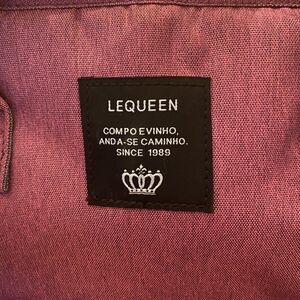 LEQUEEN
COMPO EVINHO,
ANDA-SE CAMINHO.
SINCE 1989